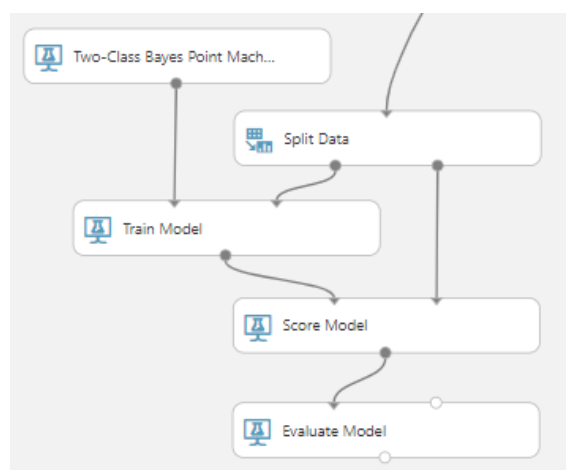 Two-Class Bayes Point Mach...
Split Data
Train Model
Score Model
Evaluate Model